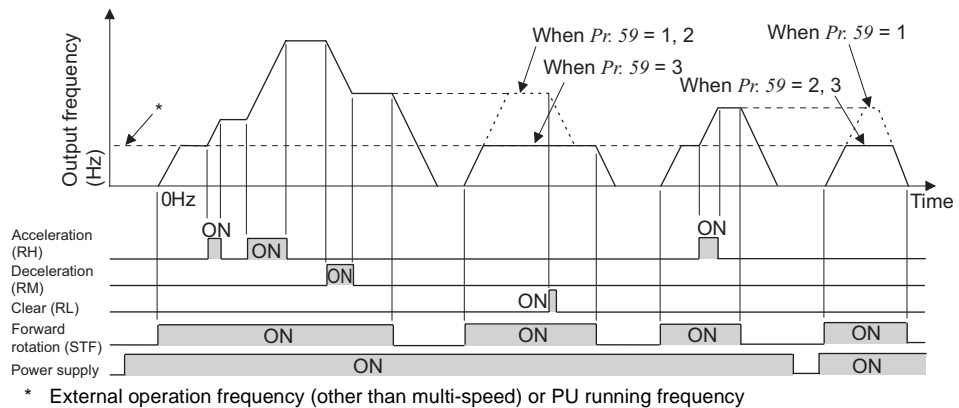 When Pr. 59 = 1, 2
When Pr. 59 = 1
When Pr. 59 = 3
When Pr. 59 = 2, 3
Output frequency
(Hz)
*
0Hz
Time
Acceleration
(RH)
ON
ON
ON
Deceleration
(RM)
ON
Clear (RL)
ON
Forward
rotation (STF)
ON
ON
ON
ON
Power supply
ON
ON
* External operation frequency (other than multi-speed) or PU running frequency